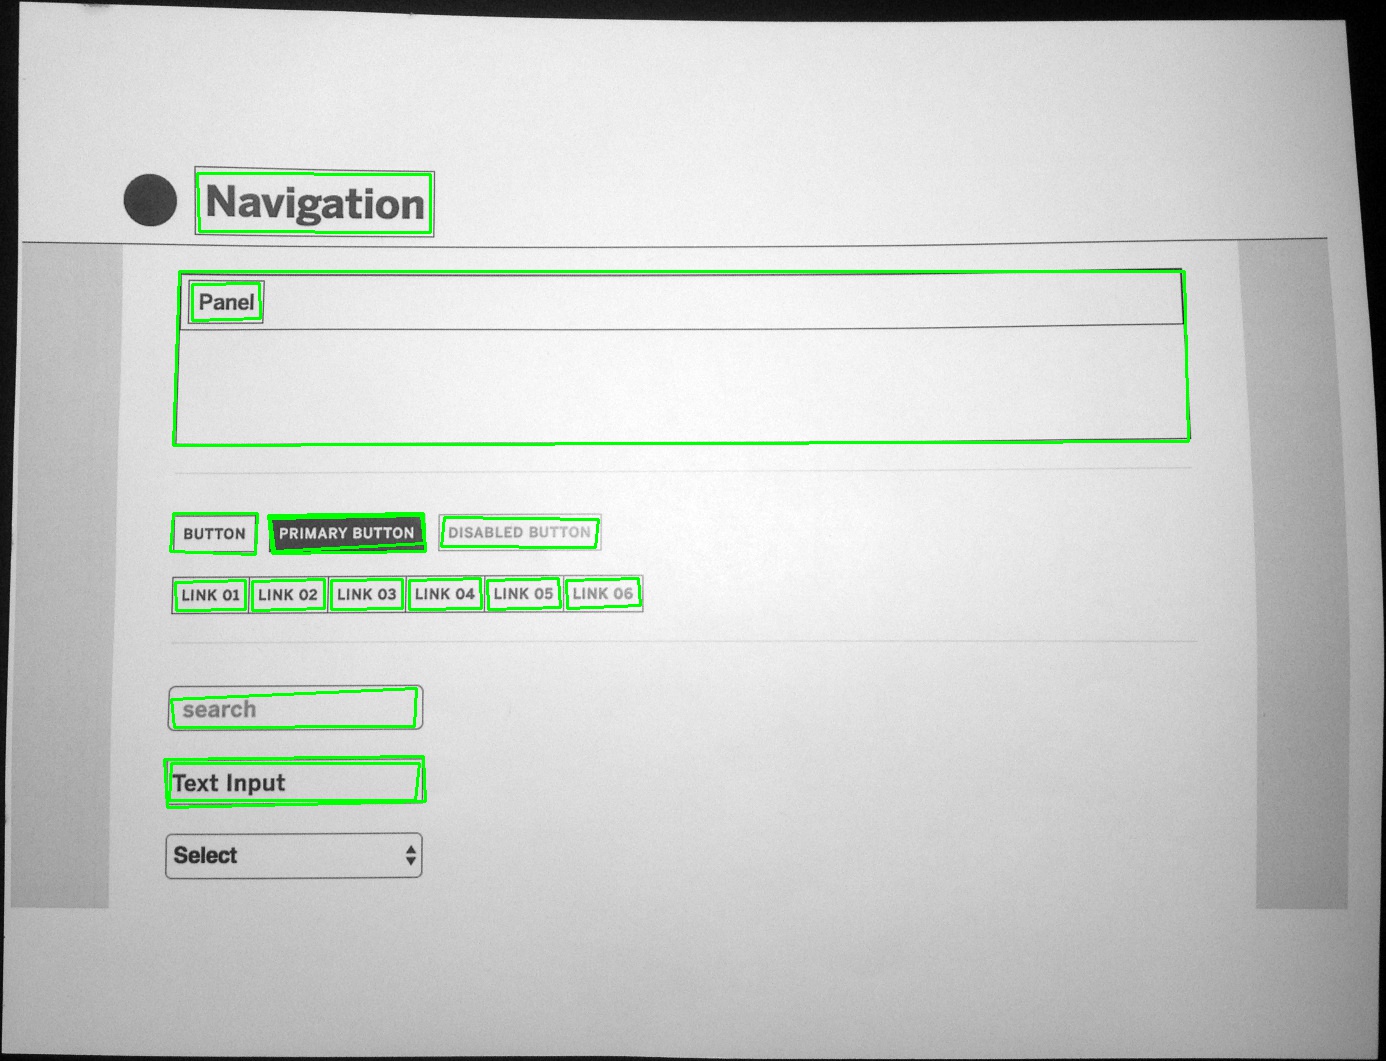 Navigation
Panel
BUTTON PRIMARY BUTTON DISABLED BUTTON
LINK 01 LINK 02 LINK 03 LINK 04 LINK 05 LINK 06
search
Text Input
Select